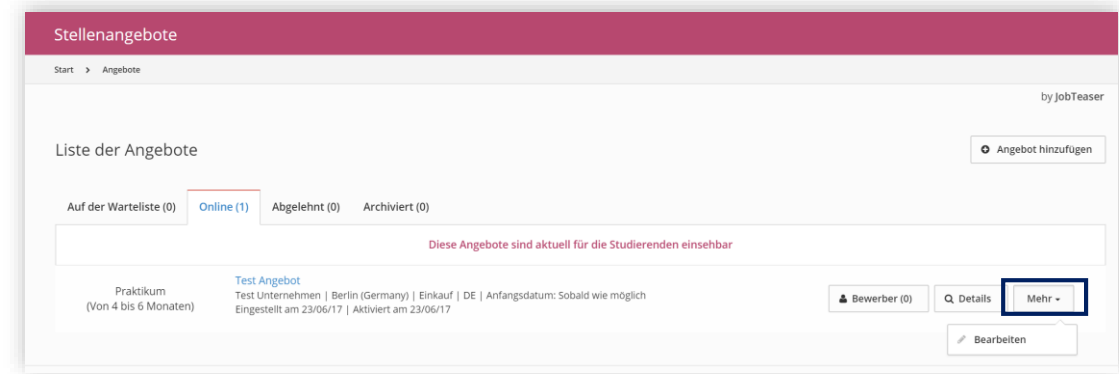 Stellenangebote
Start > Angebote
by JobTeaser
Liste der Angebote
Angebot hinzufügen
Auf der Warteliste (0) Online (1) Abgelehnt (0) Archiviert (0)
Diese Angebote sind aktuell für die Studierenden einsehbar
Praktikum
(Von 4 bis 6 Monaten)
Test Angebot
Test Unternehmen | Berlin (Germany) | Einkauf | DE | Anfangsdatum: Sobald wie möglich
Eingestellt am 23/06/17 | Aktiviert am 23/06/17
Bewerber (0) Details Mehr
Bearbeiten